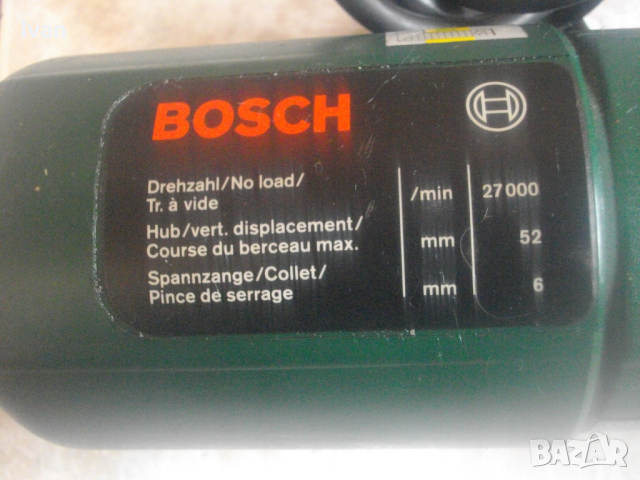 BOSCH
Drehzahl/No load/
Tr. à vide
/min 27000
Hub/vert. displacement/
Course du berceau max.
mm 52
Spannzange/Collet/
Pince de serrage
mm 6
BAZAR